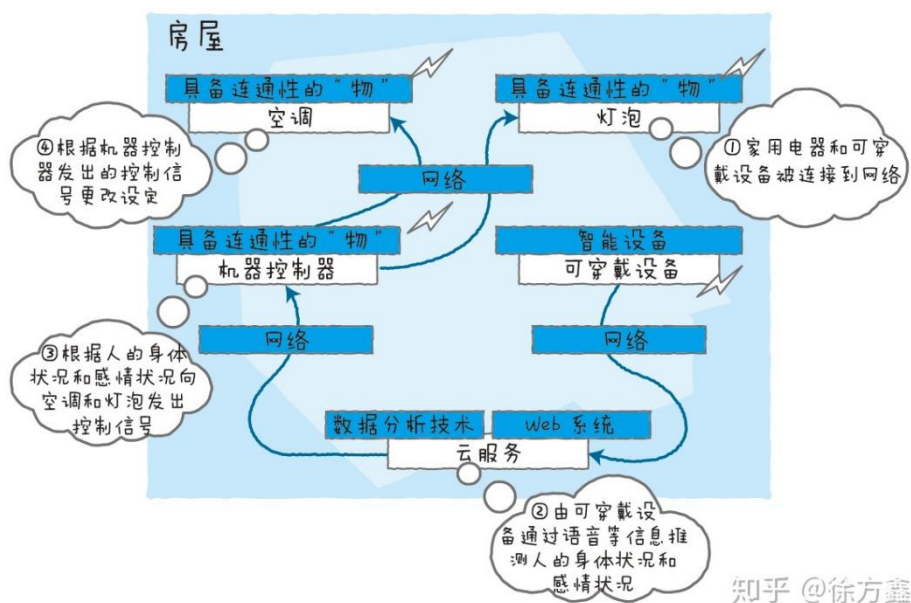 房屋
具备连通性的“物”
空调
具备连通性的“物”
灯泡
④根据机器控制
器发出的控制信
号更改设定
①家用电器和可穿
戴设备被连接到网络
网络
具备连通性的“物”
机器控制器
智能设备
可穿戴设备
网络
网络
③根据人的身体
状况和感情状况向
空调和灯泡发出
控制信号
数据分析技术
Web 系统
云服务
②由可穿戴设
备通过语音等信息推
测人的身体状况和
感情状况
知乎 @徐方鑫